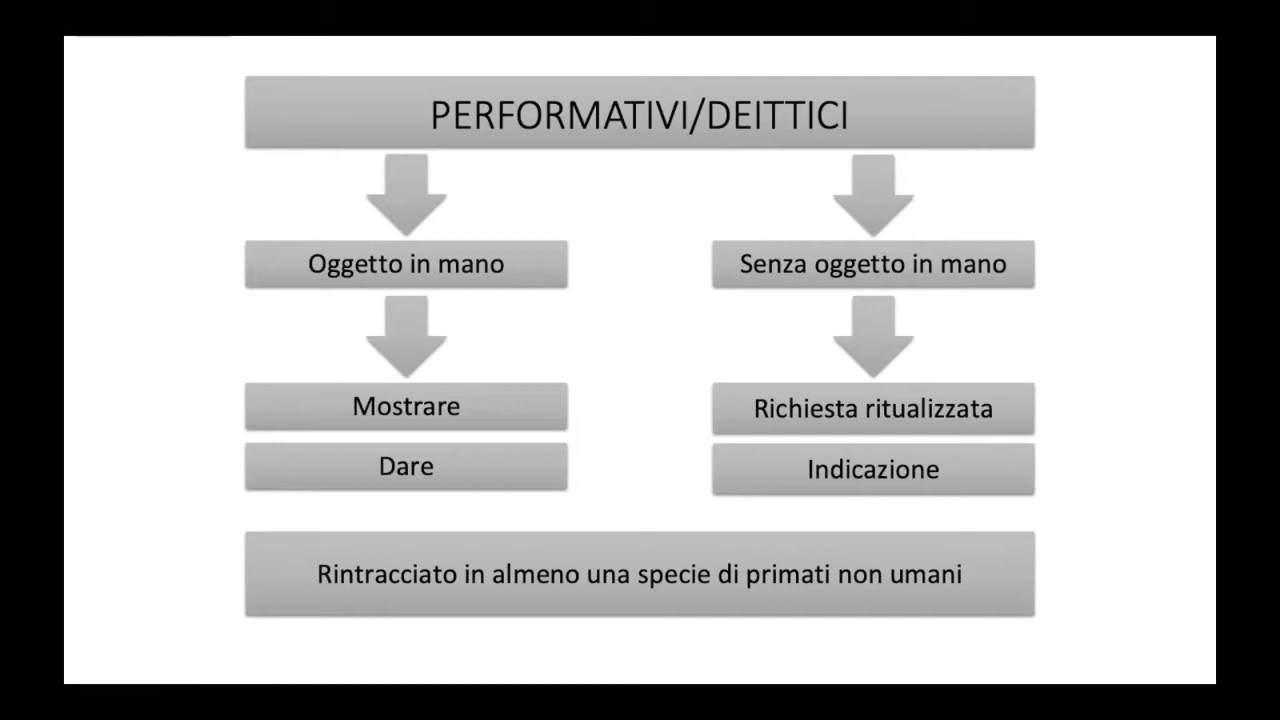 PERFORMATIVI/DEITTICI
Oggetto in mano
Senza oggetto in mano
Mostrare
Richiesta ritualizzata
Dare
Indicazione
Rintracciato in almeno una specie di primati non umani